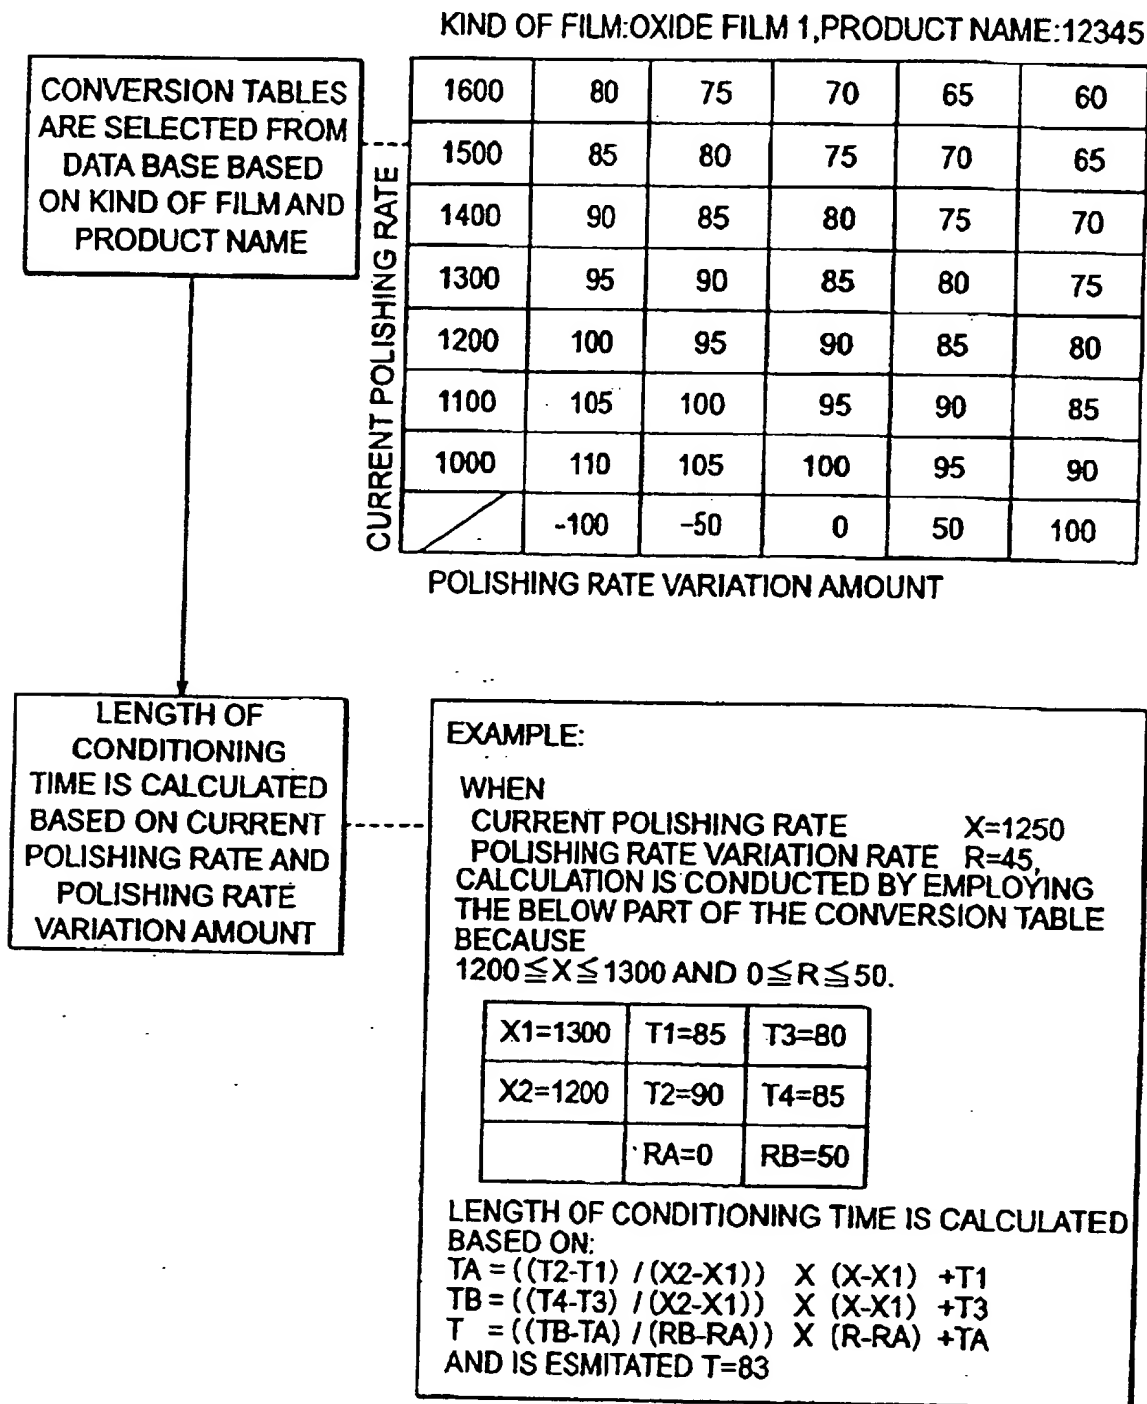 KIND OF FILM:OXIDE FILM 1,PRODUCT NAME:12345
CONVERSION TABLES
ARE SELECTED FROM
DATA BASE BASED
ON KIND OF FILM AND
PRODUCT NAME
CURRENT POLISHING RATE
1600 80 75 70 65 60
1500 85 80 75 70 65
1400 90 85 80 75 70
1300 95 90 85 80 75
1200 100 95 90 85 80
1100 105 100 95 90 85
1000 110 105 100 95 90
-100 -50 0 50 100
POLISHING RATE VARIATION AMOUNT
LENGTH OF
CONDITIONING
TIME IS CALCULATED
BASED ON CURRENT
POLISHING RATE AND
POLISHING RATE
VARIATION AMOUNT
EXAMPLE:
WHEN
CURRENT POLISHING RATE X=1250
POLISHING RATE VARIATION RATE R=45,
CALCULATION IS CONDUCTED BY EMPLOYING
THE BELOW PART OF THE CONVERSION TABLE
BECAUSE
1200≦X≦1300 AND 0≦R≦50.
X1=1300 T1=85 T3=80
X2=1200 T2=90 T4=85
RA=0 RB=50
LENGTH OF CONDITIONING TIME IS CALCULATED
BASED ON:
TA = ((T2-T1) / (X2-X1)) X (X-X1) +T1
TB = ((T4-T3) / (X2-X1)) X (X-X1) +T3
T = ((TB-TA) / (RB-RA)) X (R-RA) +TA
AND IS ESMITATED T=83